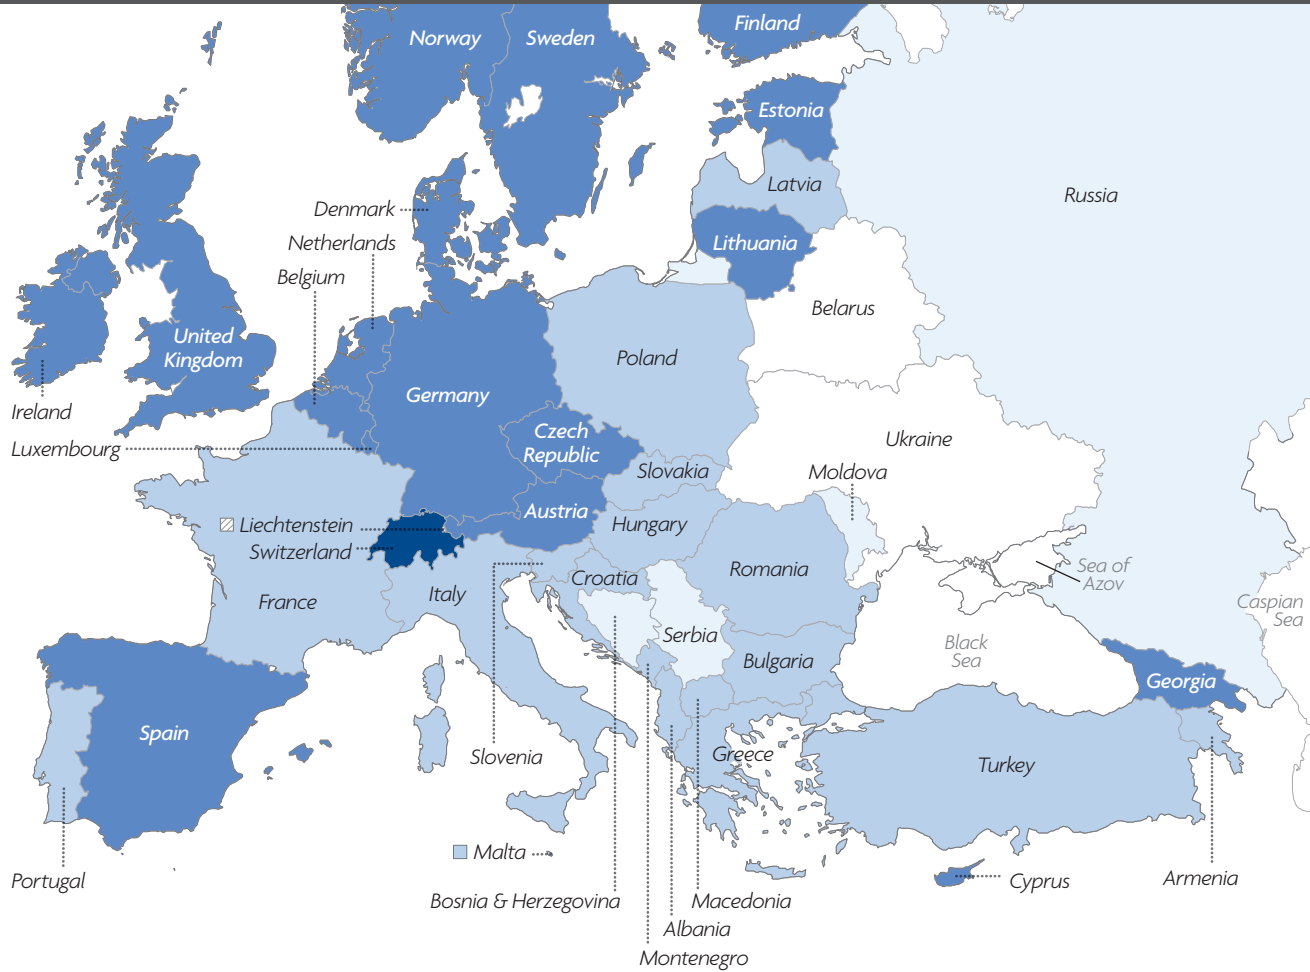 Norway
Sweden
Finland
Estonia
Latvia
Russia
Denmark
Lithuania
Netherlands
Belgium
Belarus
United
Kingdom
Poland
Germany
Ireland
Czech
Republic
Ukraine
Luxembourg
Slovakia
Moldova
Austria
Liechtenstein
Hungary
Switzerland
Romania
Sea of
Azov
Croatia
Italy
France
Caspian
Sea
Serbia
Black
Sea
Bulgaria
Georgia
Spain
Slovenia
Greece
Turkey
Malta
Portugal
Cyprus
Armenia
Bosnia & Herzegovina
Macedonia
Albania
Montenegro